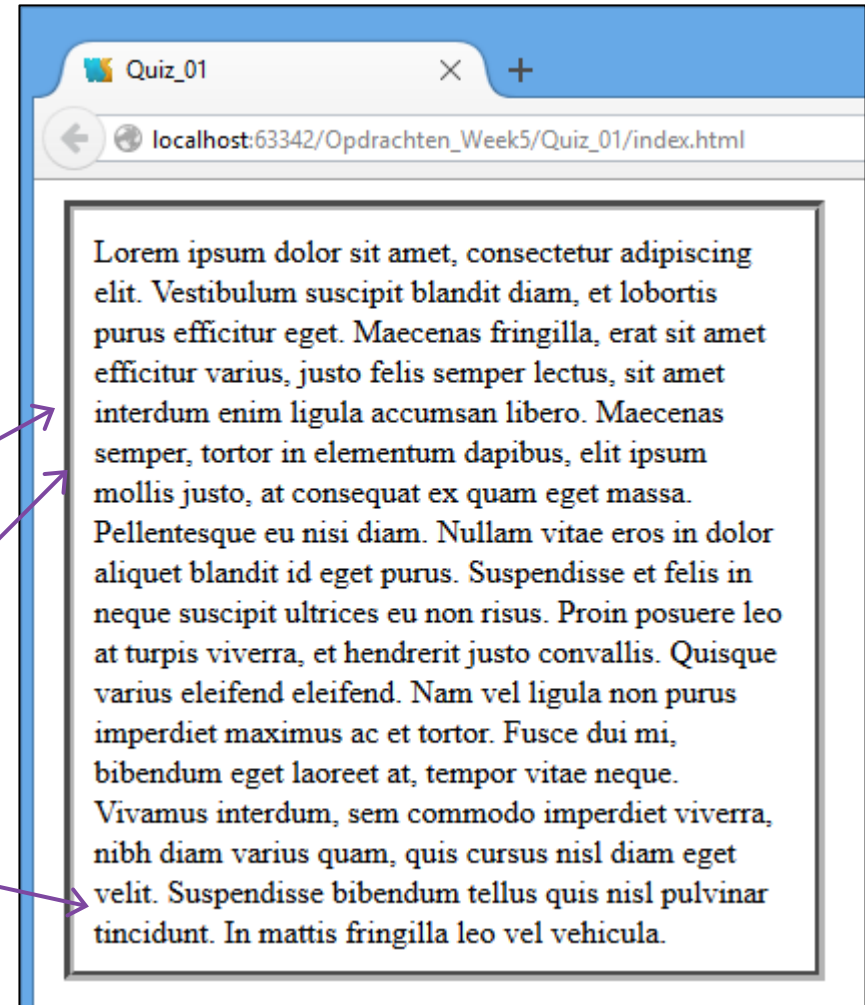 Quiz_01
localhost:63342/Opdrachten_Week5/Quiz_01/index.html
Lorem ipsum dolor sit amet, consectetur adipiscing
elit. Vestibulum suscipit blandit diam, et lobortis
purus efficitur eget. Maecenas fringilla, erat sit amet
efficitur varius, justo felis semper lectus, sit amet
interdum enim ligula accumsan libero. Maecenas
semper, tortor in elementum dapibus, elit ipsum
mollis justo, at consequat ex quam eget massa.
Pellentesque eu nisi diam. Nullam vitae eros in dolor
aliquet blandit id eget purus. Suspendisse et felis in
neque suscipit ultrices eu non risus. Proin posuere leo
at turpis viverra, et hendrerit justo convallis. Quisque
varius eleifend eleifend. Nam vel ligula non purus
imperdiet maximus ac et tortor. Fusce dui mi,
bibendum eget laoreet at, tempor vitae neque.
Vivamus interdum, sem commodo imperdiet viverra,
nibh diam varius quam, quis cursus nisl diam eget
velit. Suspendisse bibendum tellus quis nisl pulvinar
tincidunt. In mattis fringilla leo vel vehicula.